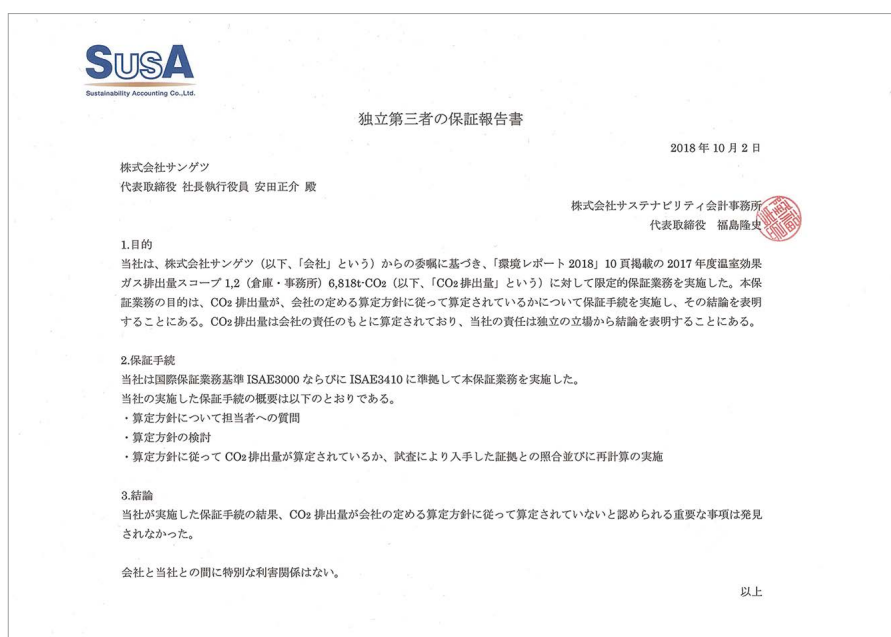 SUSA
Sustainability Accounting Co.,Ltd.
独立第三者の保証報告書
2018年10月2日
株式会社サンゲツ
代表取締役 社長執行役員 安田正介 殿
株式会社サステナビリティ会計事務所
代表取締役 福島隆史
1.目的
当社は、株式会社サンゲツ（以下、「会社」という）からの委嘱に基づき、「環境レポート2018」10頁掲載の2017年度温室効果
ガス排出量スコープ1,2（倉庫・事務所）6,818t-CO₂（以下、「CO₂排出量」という）に対して限定的保証業務を実施した。本保
証業務の目的は、CO₂排出量が、会社の定める算定方針に従って算定されているかについて保証手続を実施し、その結論を表明
することにある。CO₂排出量は会社の責任のもとに算定されており、当社の責任は独立の立場から結論を表明することにある。
2.保証手続
当社は国際保証業務基準ISAE3000ならびにISAE3410に準拠して本保証業務を実施した。
当社の実施した保証手続の概要は以下のとおりである。
・算定方針について担当者への質問
・算定方針の検討
・算定方針に従ってCO₂排出量が算定されているか、試査により入手した証拠との照合並びに再計算の実施
3.結論
当社が実施した保証手続の結果、CO₂排出量が会社の定める算定方針に従って算定されていないと認められる重要な事項は発見
されなかった。
会社と当社との間に特別な利害関係はない。
以上